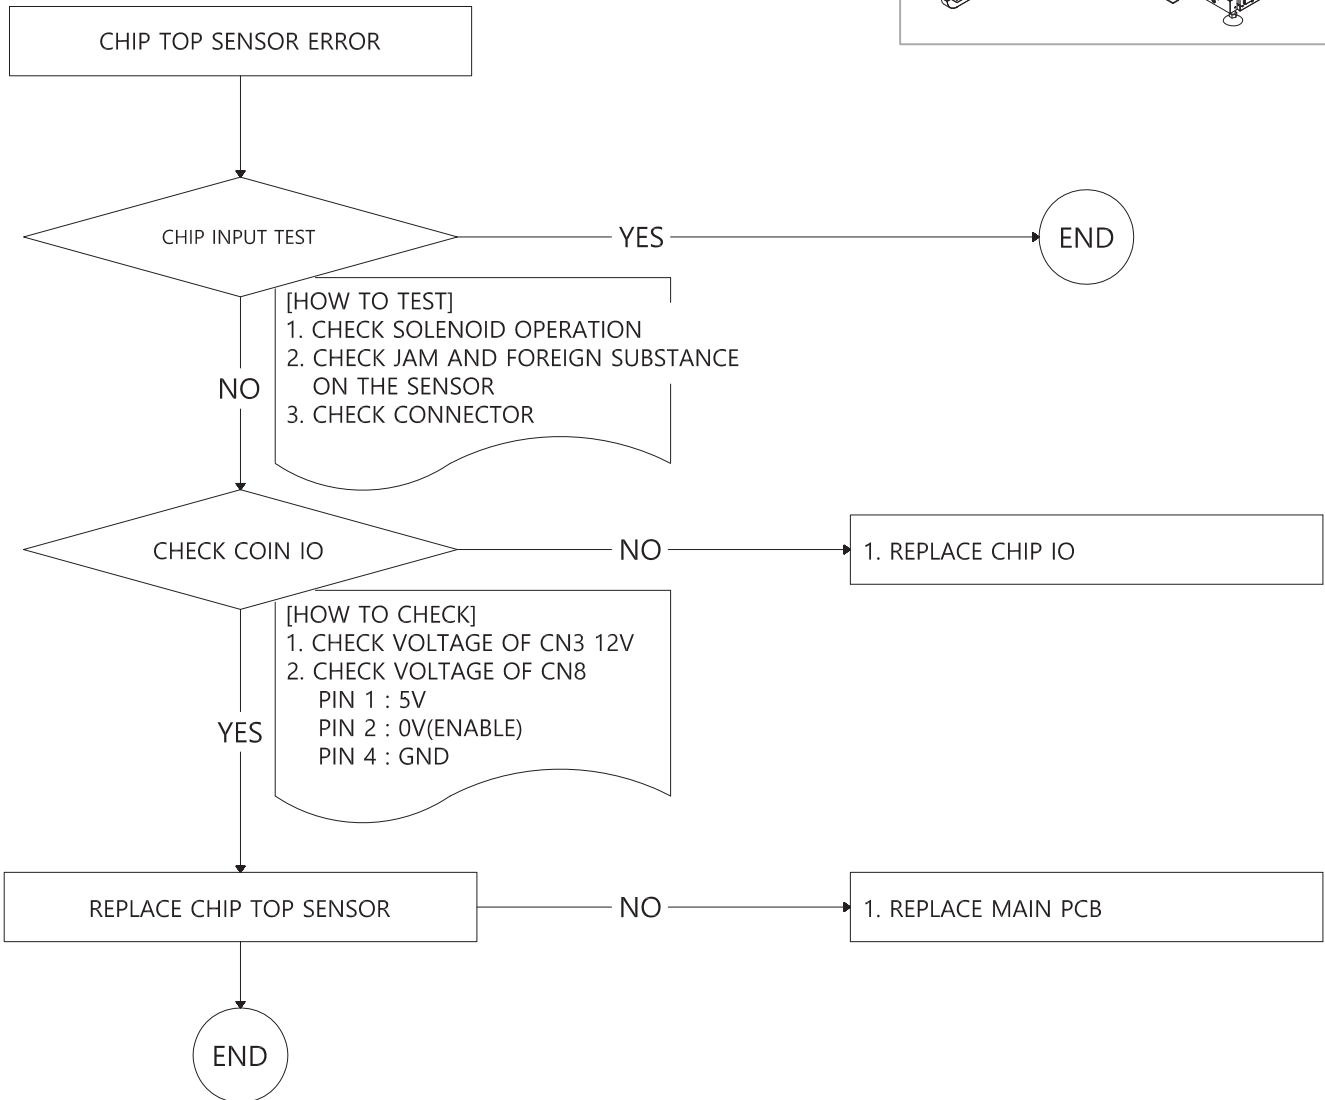 CHIP TOP SENSOR ERROR
CHIP INPUT TEST
YES
END
[HOW TO TEST]
1. CHECK SOLENOID OPERATION
2. CHECK JAM AND FOREIGN SUBSTANCE
ON THE SENSOR
3. CHECK CONNECTOR
NO
CHECK COIN IO
NO
1. REPLACE CHIP IO
[HOW TO CHECK]
1. CHECK VOLTAGE OF CN3 12V
2. CHECK VOLTAGE OF CN8
PIN 1 : 5V
PIN 2 : 0V(ENABLE)
PIN 4 : GND
YES
REPLACE CHIP TOP SENSOR
NO
1. REPLACE MAIN PCB
END